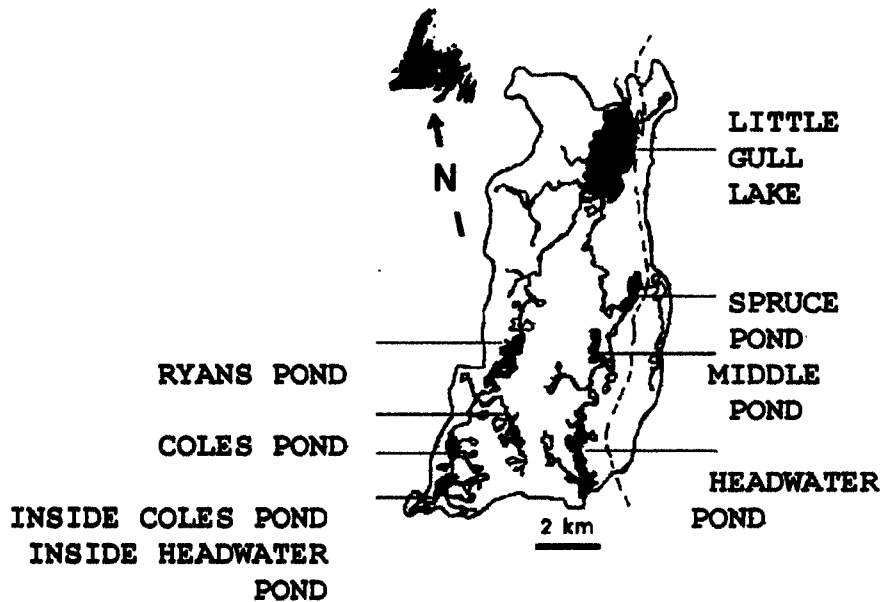 N
LITTLE
GULL
LAKE
SPRUCE
POND
MIDDLE
POND
HEADWATER
POND
RYANS POND
COLES POND
INSIDE COLES POND
INSIDE HEADWATER
POND
2 km